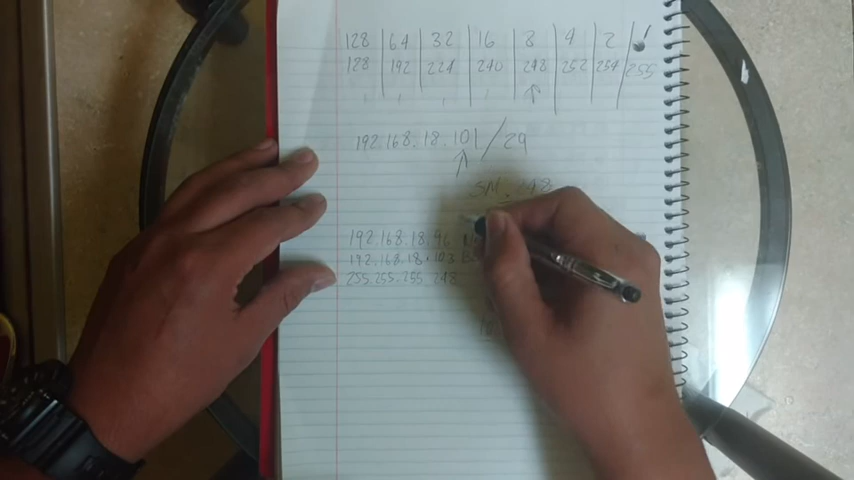 128 | 64 | 32 | 16 | 8 | 4 | 2 | 1
128 | 192 | 224 | 240 | 248 | 252 | 254 | 255
192.168.18.101/29
SN. 248
192.168.18.96
192.168.18.103
255.255.255.248